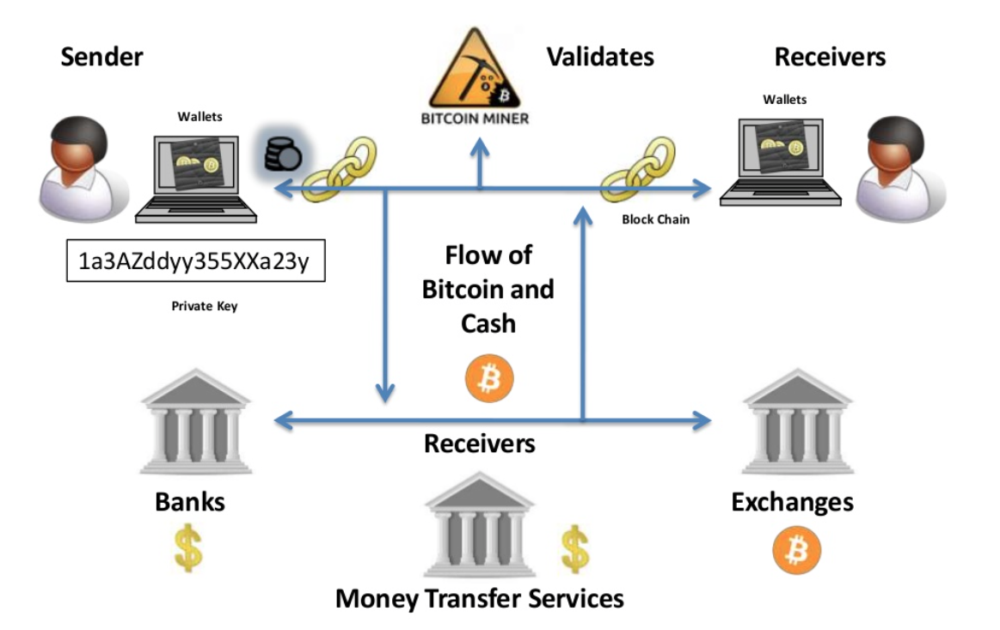 Sender
Validates
Receivers
Wallets
BITCOIN MINER
Wallets
Block Chain
1a3AZddyy355XXa23y
Private Key
Flow of
Bitcoin and
Cash
Receivers
Banks
Exchanges
Money Transfer Services